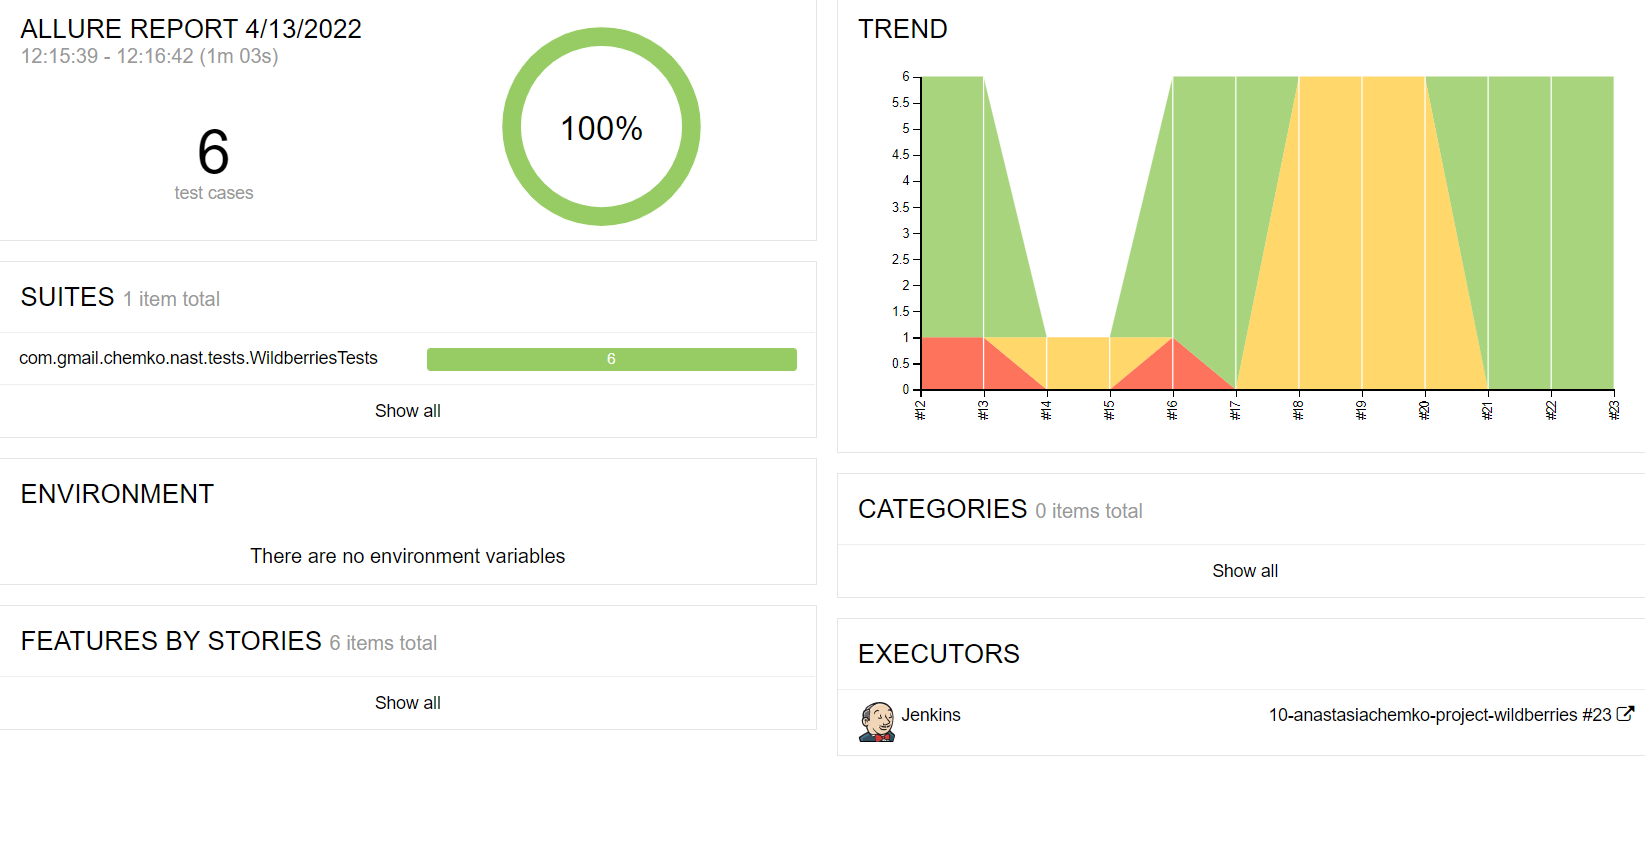 ALLURE REPORT 4/13/2022
12:15:39 - 12:16:42 (1m 03s)
6
test cases
100%
SUITES 1 item total
com.gmail.chemko.nast.tests.WildberriesTests 6
Show all
ENVIRONMENT
There are no environment variables
FEATURES BY STORIES 6 items total
Show all
TREND
6
5.5
5
4.5
4
3.5
3
2.5
2
1.5
1
0.5
0
#12 #13 #14 #15 #16 #17 #18 #19 #20 #21 #22 #23
CATEGORIES 0 items total
Show all
EXECUTORS
Jenkins 10-anastasiachemko-project-wildberries #23